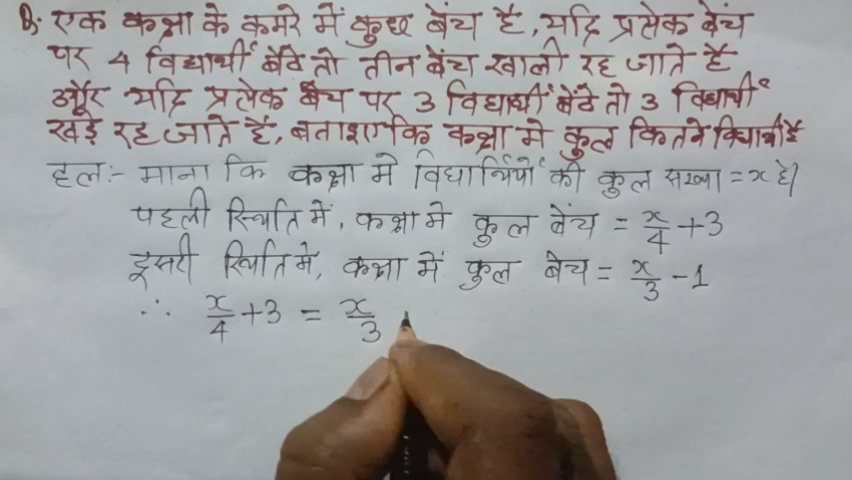 Q:- एक कक्षा के कमरे में कुछ बेंच है, यदि प्रत्येक बेंच
पर 4 विद्यार्थी बैठे तो तीन बेंच खाली रह जाते है
और यदि प्रत्येक बेंच पर 3 विद्यार्थी बैठे तो 3 विद्यार्थी
खड़े रह जाते है, बताइए कि कक्षा मे कुल कितने विद्यार्थी है
हल:- माना कि कक्षा मे विद्यार्थियों की कुल संख्या = x है।
पहली स्थिति में, कक्षा मे कुल बेंच = x/4 + 3
दूसरी स्थिति मे, कक्षा में कुल बेंच = x/3 - 1
∴ x/4 + 3 = x/3